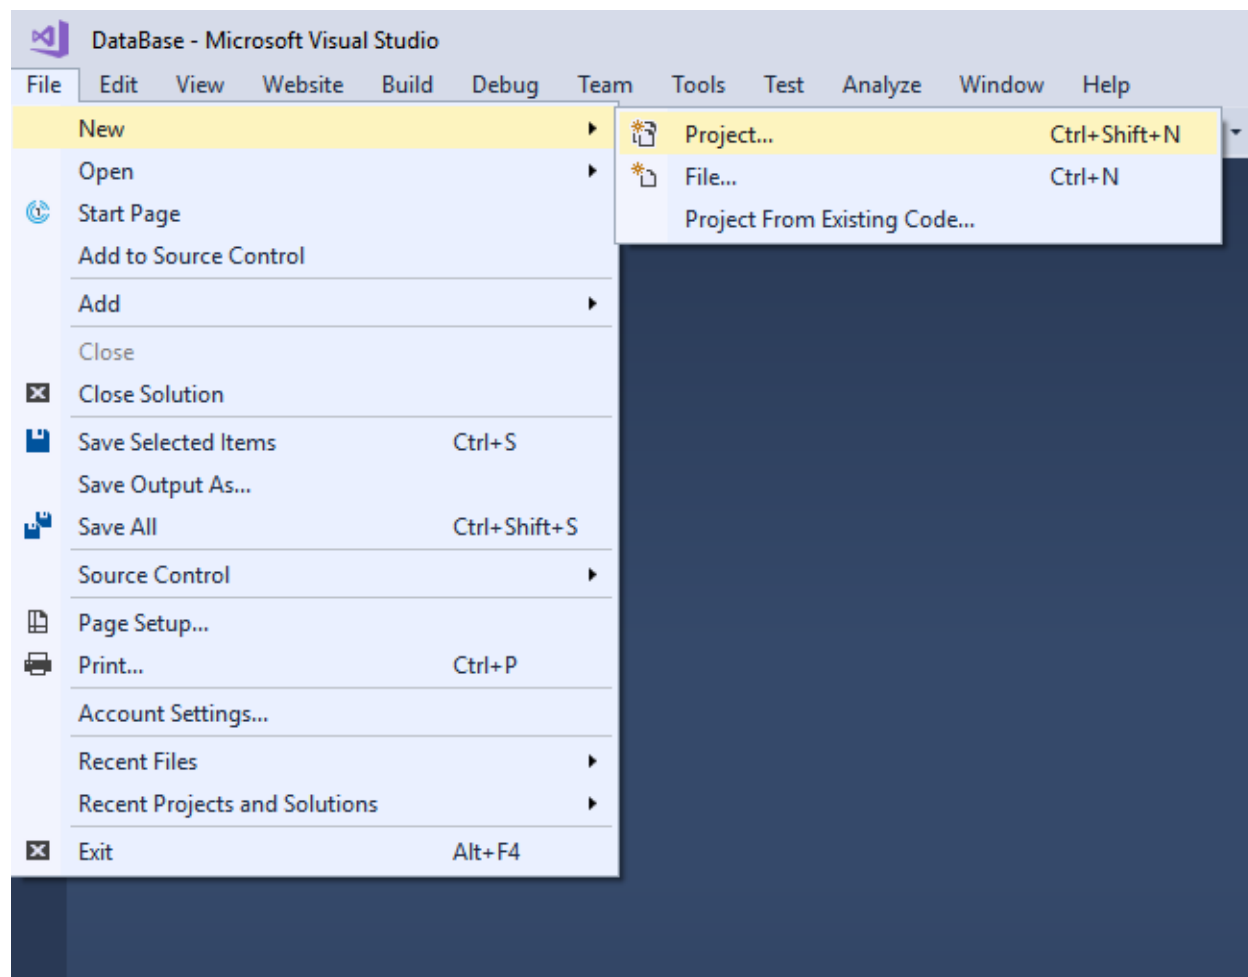 DataBase - Microsoft Visual Studio
File Edit View Website Build Debug Team Tools Test Analyze Window Help
New
Project... Ctrl+Shift+N
Open
File... Ctrl+N
Start Page
Project From Existing Code...
Add to Source Control
Add
Close
Close Solution
Save Selected Items Ctrl+S
Save Output As...
Save All Ctrl+Shift+S
Source Control
Page Setup...
Print... Ctrl+P
Account Settings...
Recent Files
Recent Projects and Solutions
Exit Alt+F4